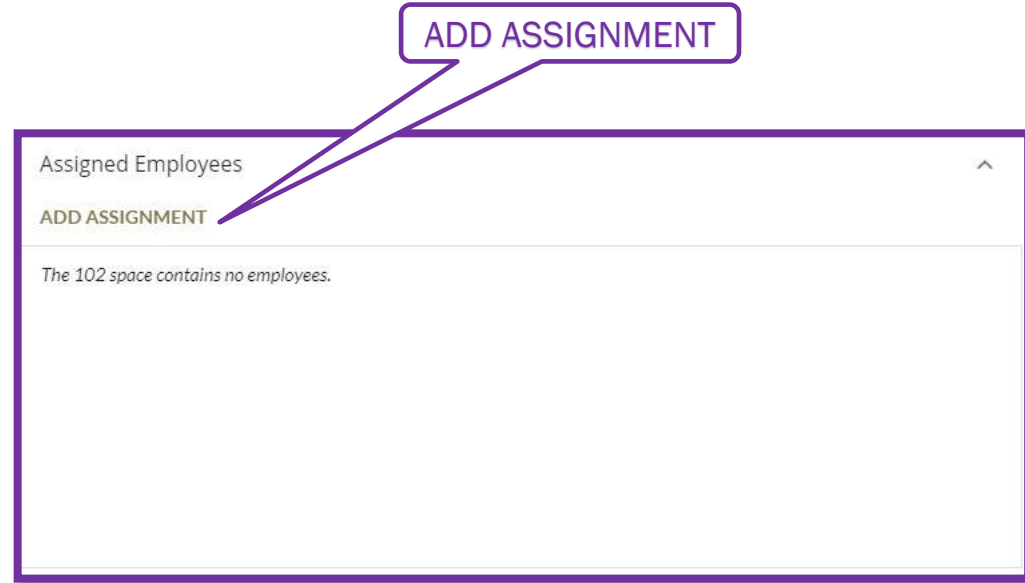 ADD ASSIGNMENT
Assigned Employees
ADD ASSIGNMENT
The 102 space contains no employees.